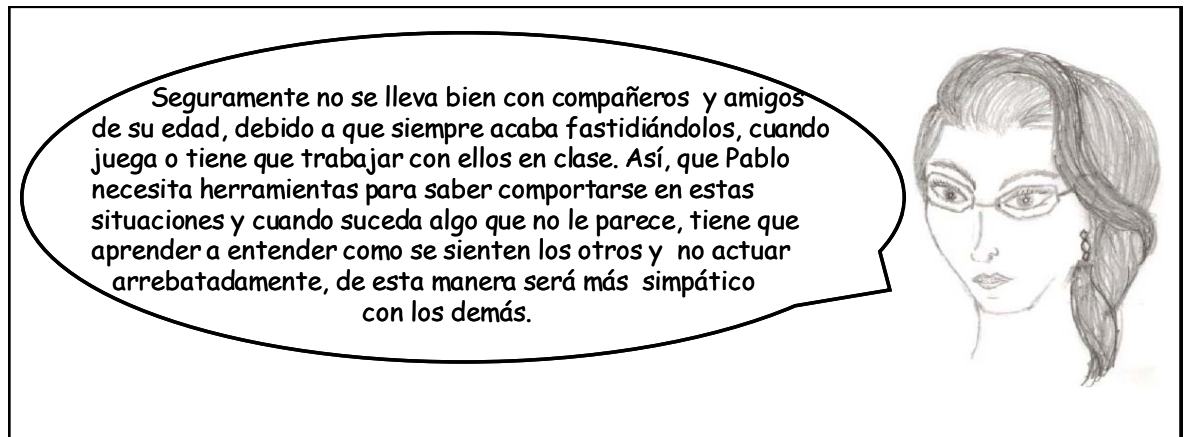 Seguramente no se lleva bien con compañeros y amigos
de su edad, debido a que siempre acaba fastidiándolos, cuando
juega o tiene que trabajar con ellos en clase. Así, que Pablo
necesita herramientas para saber comportarse en estas
situaciones y cuando suceda algo que no le parece, tiene que
aprender a entender como se sienten los otros y no actuar
arrebatadamente, de esta manera será más simpático
con los demás.